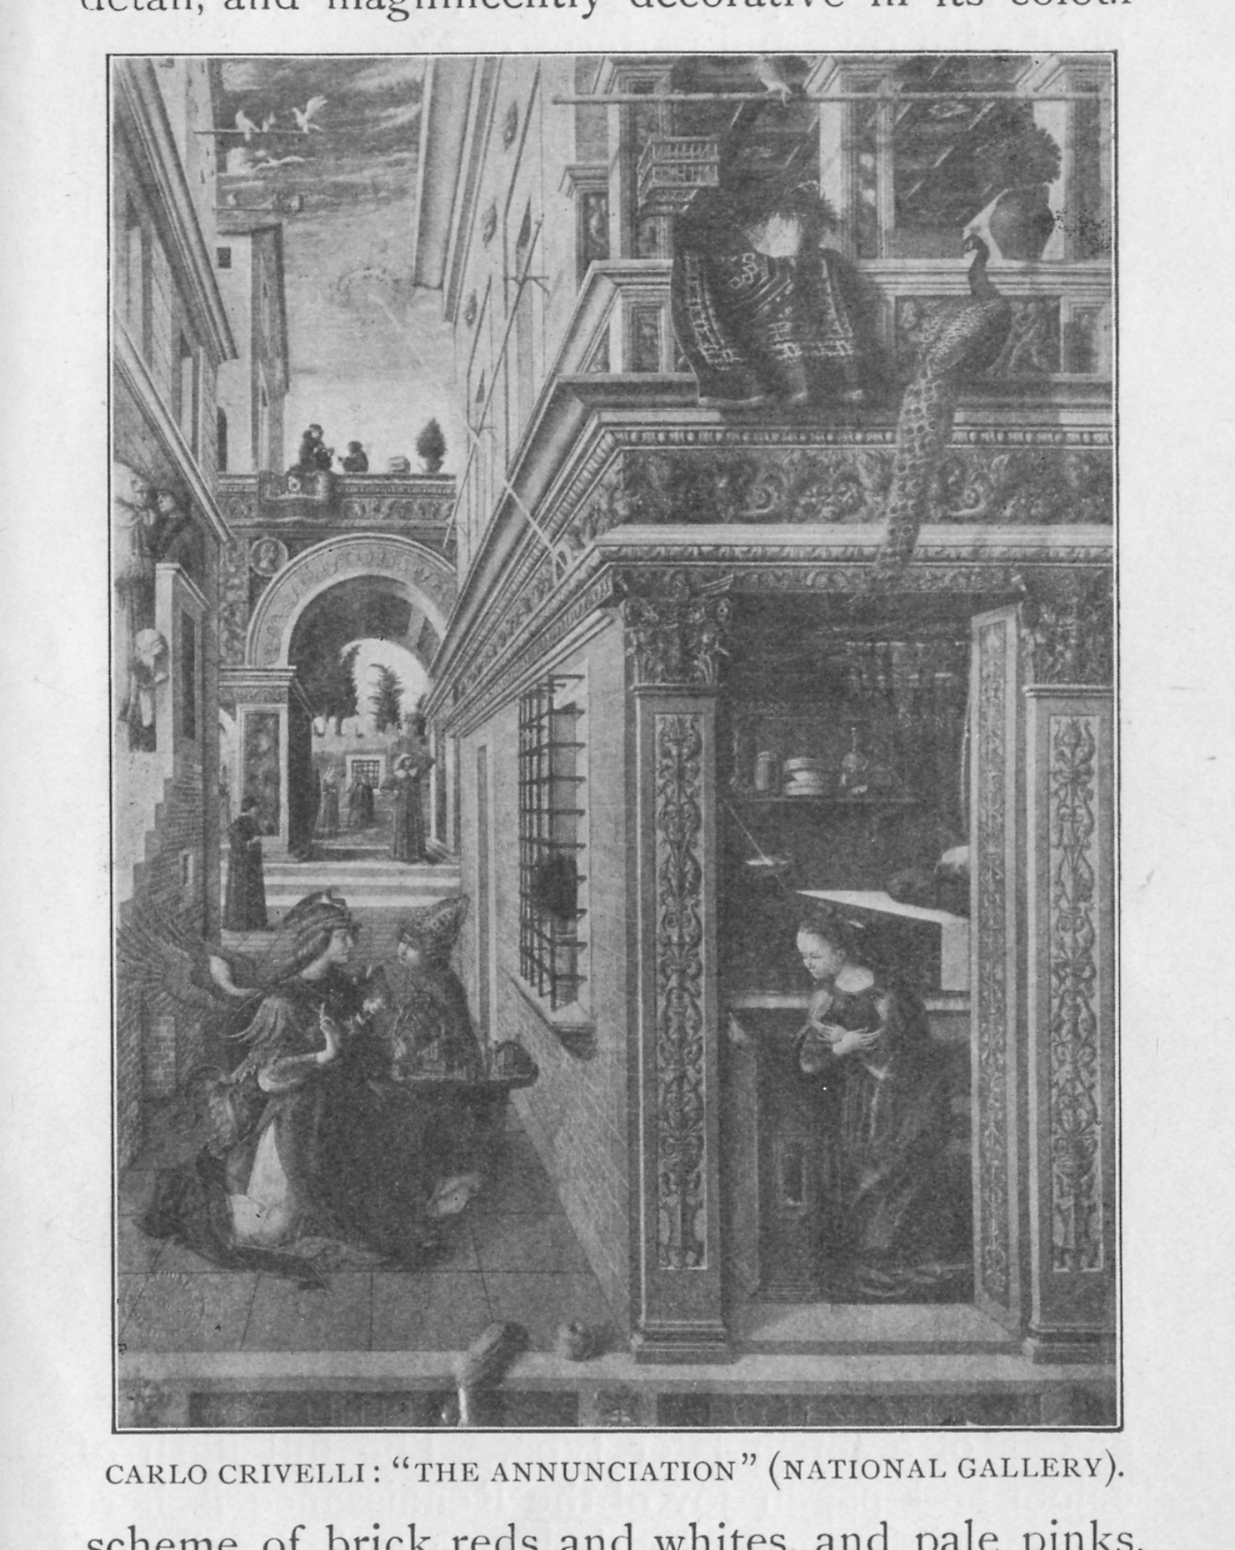 detail, and magnificently decorative in its colour
CARLO CRIVELLI: “THE ANNUNCIATION” (NATIONAL GALLERY).
scheme of brick reds and whites, and pale pinks,